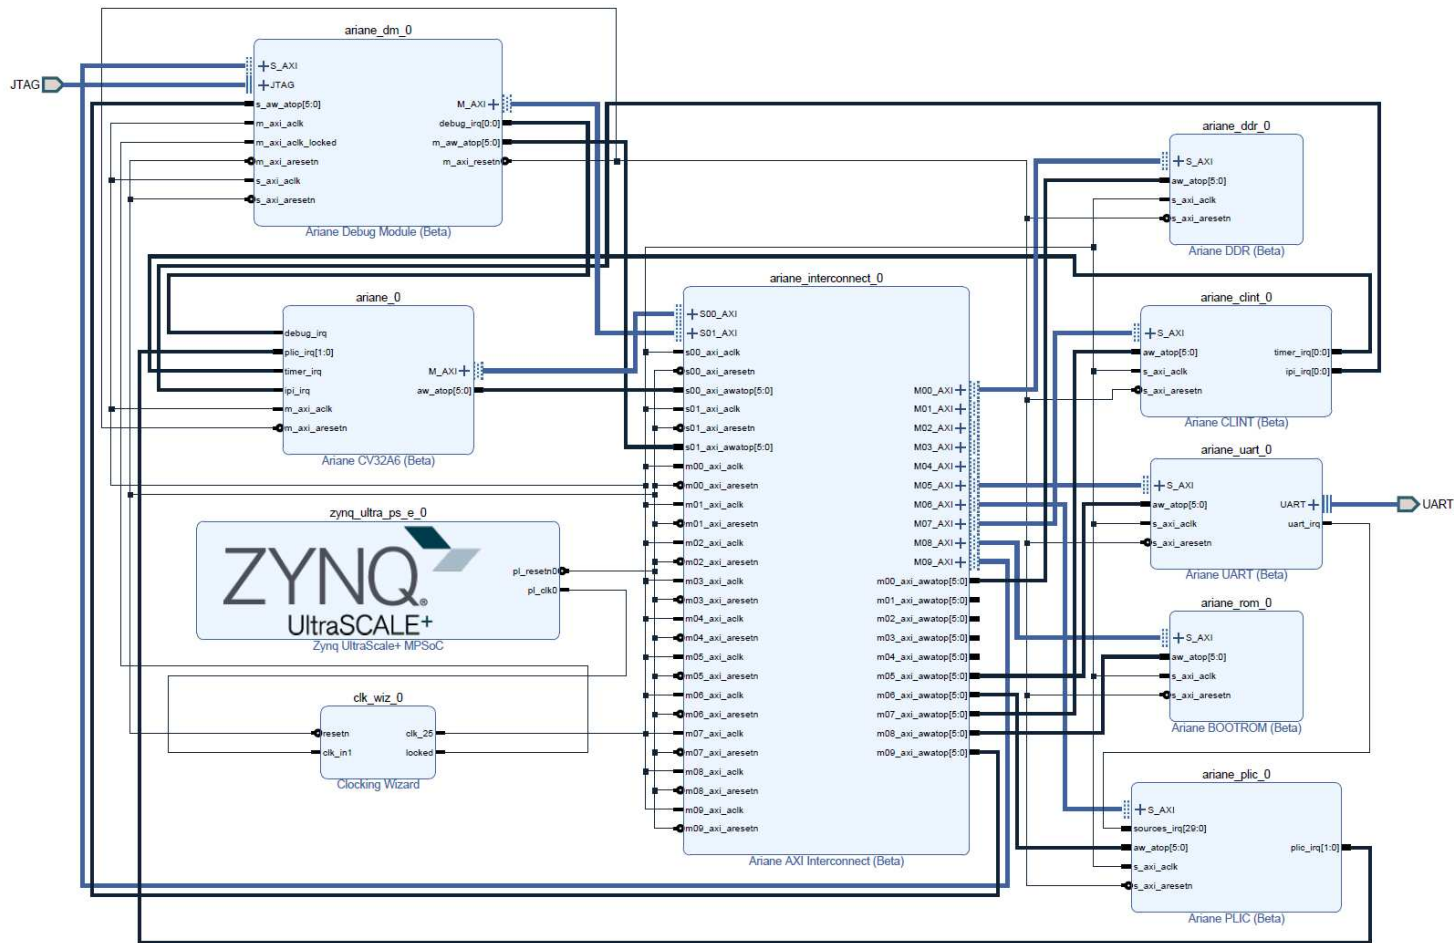 JTAG
ariane_dm_0
S_AXI
JTAG
s_aw_atop[5:0]
m_axi_aclk
m_axi_aclk_locked
m_axi_aresetn
s_axi_aclk
s_axi_aresetn
M_AXI
debug_irq[0:0]
m_aw_atop[5:0]
m_axi_resetn
Ariane Debug Module (Beta)
ariane_0
debug_irq
plic_irq[1:0]
timer_irq
ipi_irq
m_axi_aclk
m_axi_aresetn
M_AXI
aw_atop[5:0]
Ariane CV32A6 (Beta)
zynq_ultra_ps_e_0
ZYNQ®
UltraSCALE+
pl_resetn0
pl_clk0
Zynq UltraScale+ MPSoC
clk_wiz_0
resetn
clk_in1
clk_25
locked
Clocking Wizard
ariane_interconnect_0
S00_AXI
S01_AXI
s00_axi_aclk
s00_axi_aresetn
s00_axi_awatop[5:0]
s01_axi_aclk
s01_axi_aresetn
s01_axi_awatop[5:0]
m00_axi_aclk
m00_axi_aresetn
m01_axi_aclk
m01_axi_aresetn
m02_axi_aclk
m02_axi_aresetn
m03_axi_aclk
m03_axi_aresetn
m04_axi_aclk
m04_axi_aresetn
m05_axi_aclk
m05_axi_aresetn
m06_axi_aclk
m06_axi_aresetn
m07_axi_aclk
m07_axi_aresetn
m08_axi_aclk
m08_axi_aresetn
m09_axi_aclk
m09_axi_aresetn
M00_AXI
M01_AXI
M02_AXI
M03_AXI
M04_AXI
M05_AXI
M06_AXI
M07_AXI
M08_AXI
M09_AXI
m00_axi_awatop[5:0]
m01_axi_awatop[5:0]
m02_axi_awatop[5:0]
m03_axi_awatop[5:0]
m04_axi_awatop[5:0]
m05_axi_awatop[5:0]
m06_axi_awatop[5:0]
m07_axi_awatop[5:0]
m08_axi_awatop[5:0]
m09_axi_awatop[5:0]
Ariane AXI Interconnect (Beta)
ariane_ddr_0
S_AXI
aw_atop[5:0]
s_axi_aclk
s_axi_aresetn
Ariane DDR (Beta)
ariane_clint_0
S_AXI
aw_atop[5:0]
s_axi_aclk
s_axi_aresetn
timer_irq[0:0]
ipi_irq[0:0]
Ariane CLINT (Beta)
ariane_uart_0
S_AXI
aw_atop[5:0]
s_axi_aclk
s_axi_aresetn
UART
uart_irq
Ariane UART (Beta)
UART
ariane_rom_0
S_AXI
aw_atop[5:0]
s_axi_aclk
s_axi_aresetn
Ariane BOOTROM (Beta)
ariane_plic_0
S_AXI
sources_irq[29:0]
aw_atop[5:0]
s_axi_aclk
s_axi_aresetn
plic_irq[1:0]
Ariane PLIC (Beta)